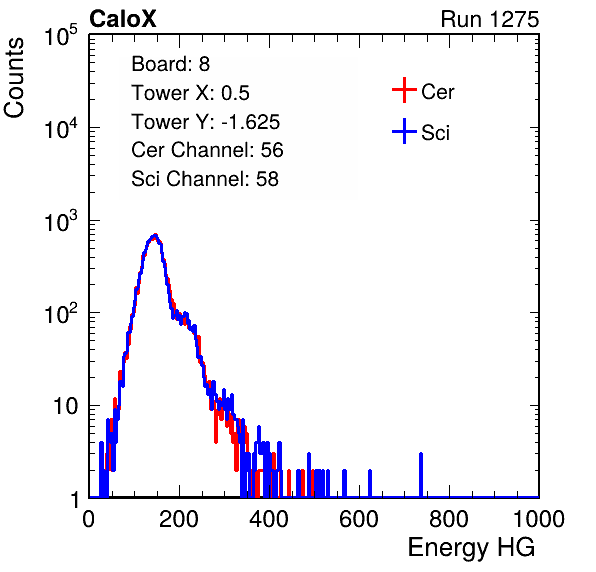 CaloX Run 1275
Counts
Board: 8
Tower X: 0.5
Tower Y: -1.625
Cer Channel: 56
Sci Channel: 58
Cer
Sci
10^5
10^4
10^3
10^2
10
1
0 200 400 600 800 1000
Energy HG